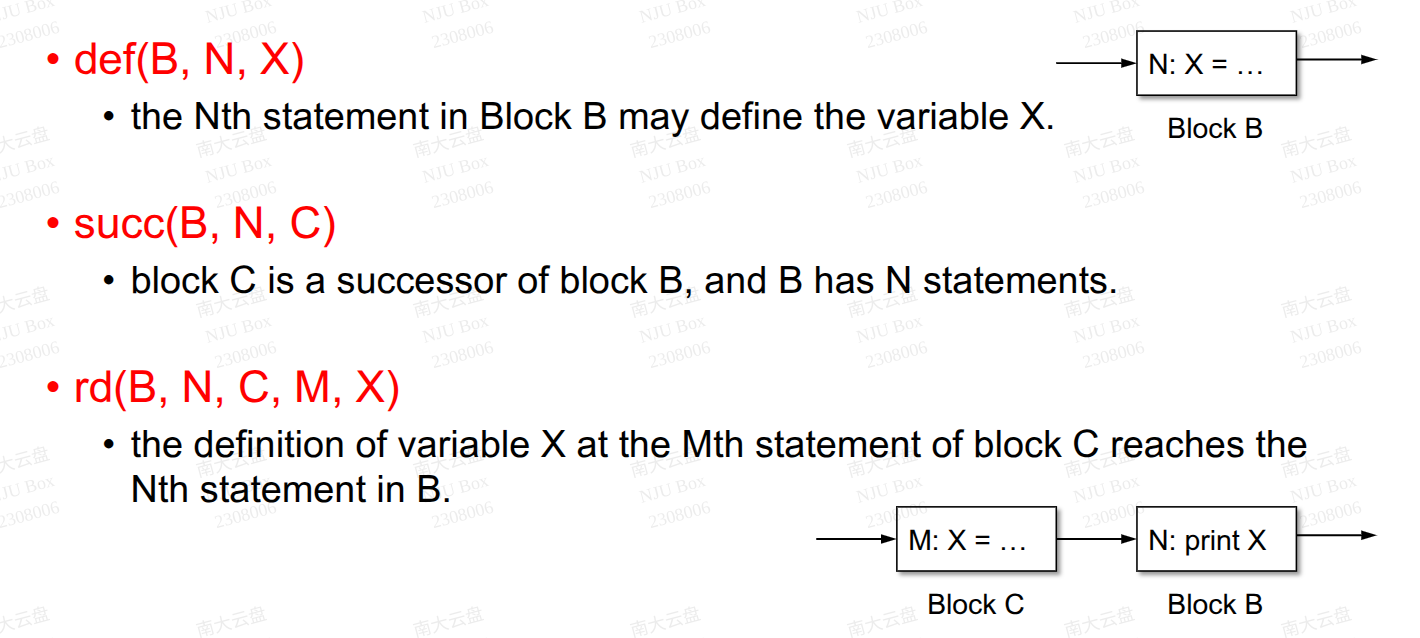 • def(B, N, X)
• the Nth statement in Block B may define the variable X.
N: X = …
Block B
• succ(B, N, C)
• block C is a successor of block B, and B has N statements.
• rd(B, N, C, M, X)
• the definition of variable X at the Mth statement of block C reaches the
Nth statement in B.
M: X = …
N: print X
Block C
Block B
南大云盘
NJU Box
2308006